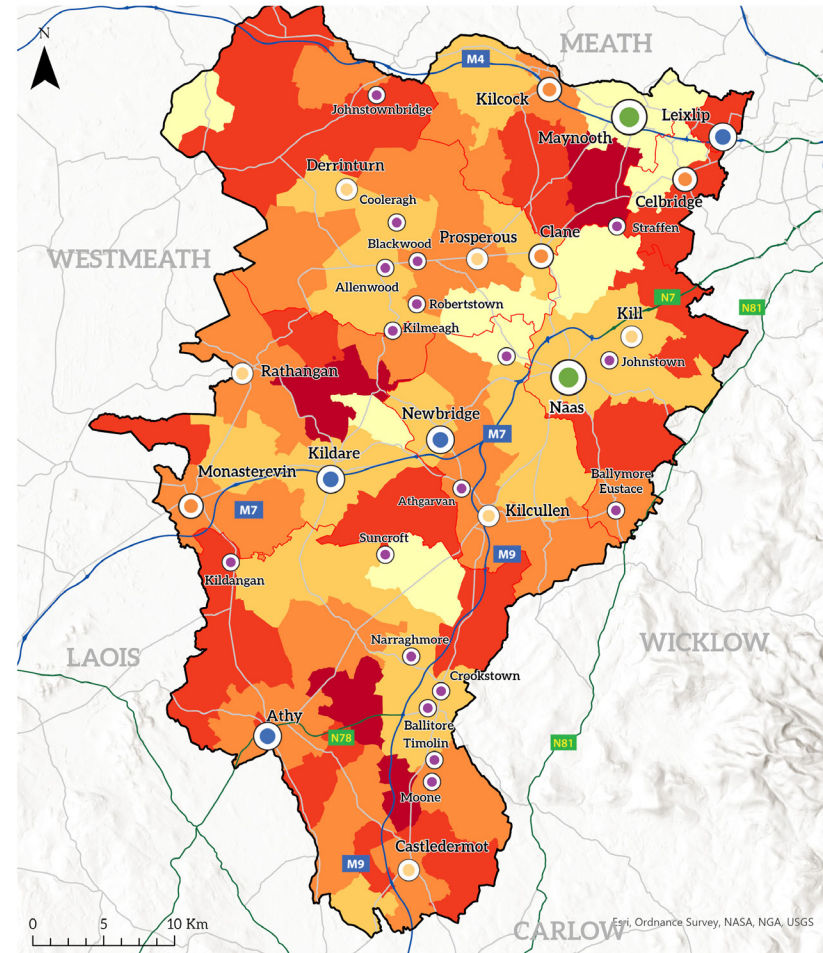 N
MEATH
M4
Kilcock
Johnstownbridge
Maynooth
Leixlip
Derrinturn
Cooleragh
Celbridge
Straffen
Blackwood
Prosperous
Clane
WESTMEATH
Allenwood
Robertstown
N7
N81
Kill
Kilmeagh
Johnstown
Rathangan
Naas
Newbridge
M7
Kildare
Monasterevin
Ballymore
Eustace
Athgarvan
M7
Kilcullen
Suncroft
M9
Kildangan
Narraghmore
WICKLOW
LAOIS
Crookstown
Athy
Ballitore
N78
Timolin
N81
Moone
Castledermot
M9
0 5 10 Km
CARLOW
Esri, Ordnance Survey, NASA, NGA, USGS